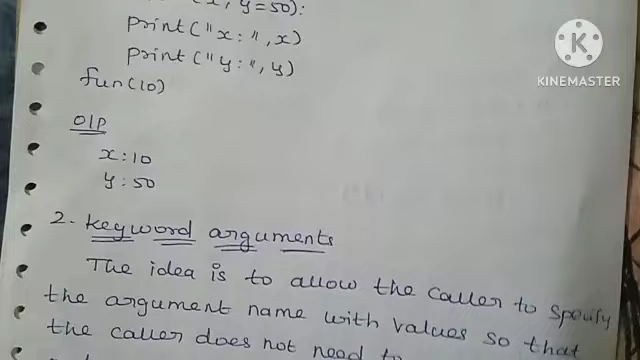 x, y=50):
print("x:", x)
print("y:", y)
fun(10)
O/P
x:10
y:50
2. Keyword arguments
The idea is to allow the caller to specify
the argument name with values so that
the caller does not need to
KINEMASTER